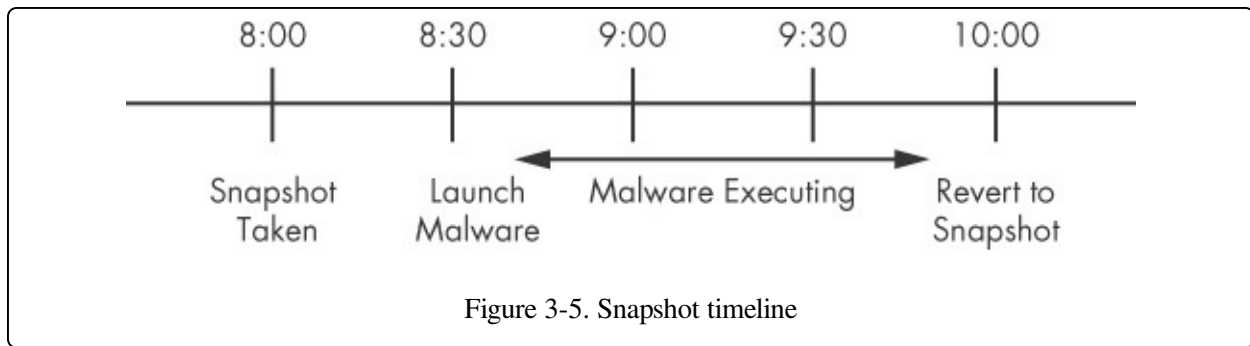 8:00 8:30 9:00 9:30 10:00
Snapshot Launch Malware Executing Revert to
Taken Malware Snapshot
Figure 3-5. Snapshot timeline